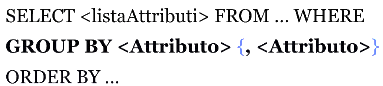 SELECT <listaAttributi> FROM ... WHERE
GROUP BY <Attributo> {, <Attributo>}
ORDER BY ...